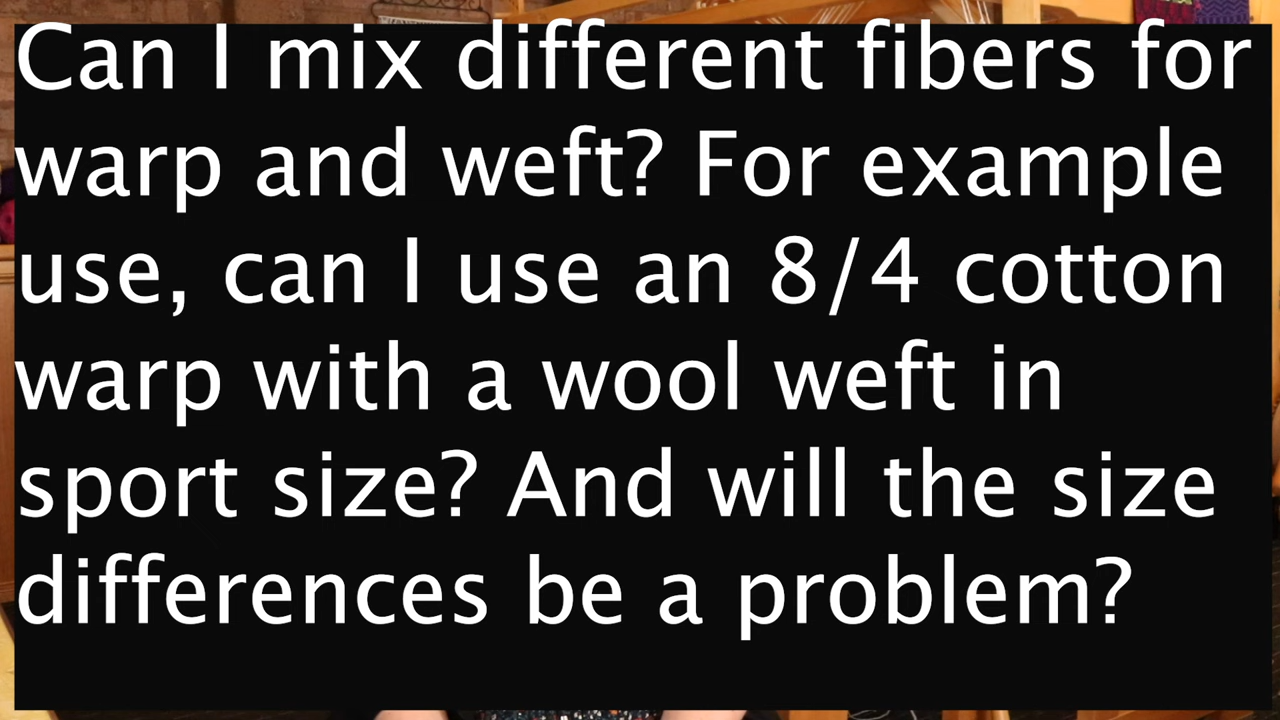 Can I mix different fibers for
warp and weft? For example
use, can I use an 8/4 cotton
warp with a wool weft in
sport size? And will the size
differences be a problem?